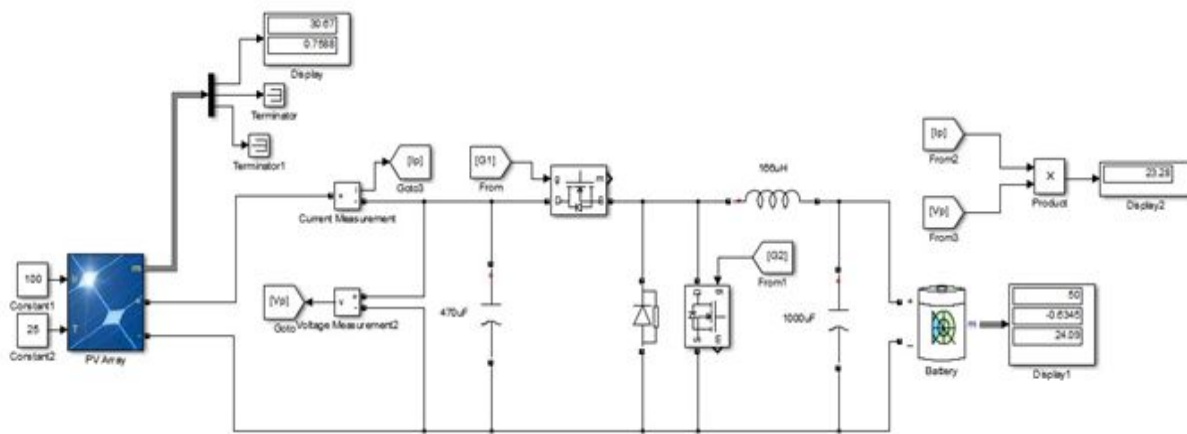 30.67
0.7588
Display
Terminator
Terminator1
[Ip]
Goto3
[G1]
From
Current Measurement
166uH
[Ip]
From2
Product
23.28
Display2
[Vp]
From3
100
Constant1
25
Constant2
T
PV Array
m
[Vp]
Goto
Voltage Measurement2
470uF
[G2]
From1
1000uF
+
m
Battery
50
-0.6345
24.09
Display1